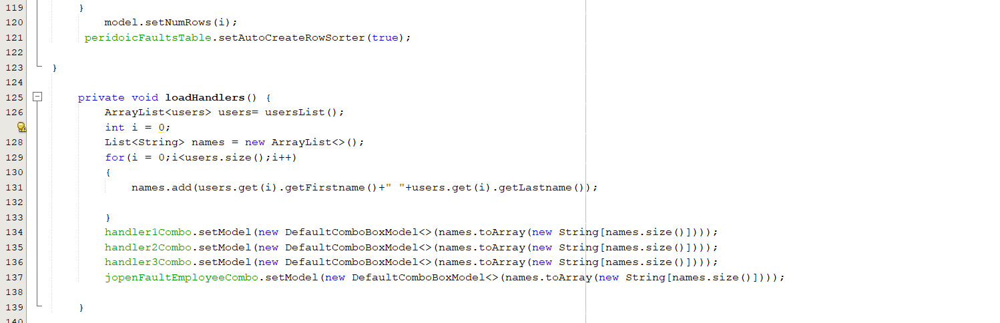 119 }
120 model.setNumRows(i);
121 peridoicFaultsTable.setAutoCreateRowSorter(true);
122
123 }
124
125 private void loadHandlers() {
126 ArrayList<users> users= usersList();
int i = 0;
128 List<String> names = new ArrayList<>();
129 for(i = 0;i<users.size();i++)
130 {
131 names.add(users.get(i).getFirstname()+" "+users.get(i).getLastname());
132
133 }
134 handler1Combo.setModel(new DefaultComboBoxModel<>(names.toArray(new String[names.size()])));
135 handler2Combo.setModel(new DefaultComboBoxModel<>(names.toArray(new String[names.size()])));
136 handler3Combo.setModel(new DefaultComboBoxModel<>(names.toArray(new String[names.size()])));
137 jopenFaultEmployeeCombo.setModel(new DefaultComboBoxModel<>(names.toArray(new String[names.size()])));
138
139 }
140